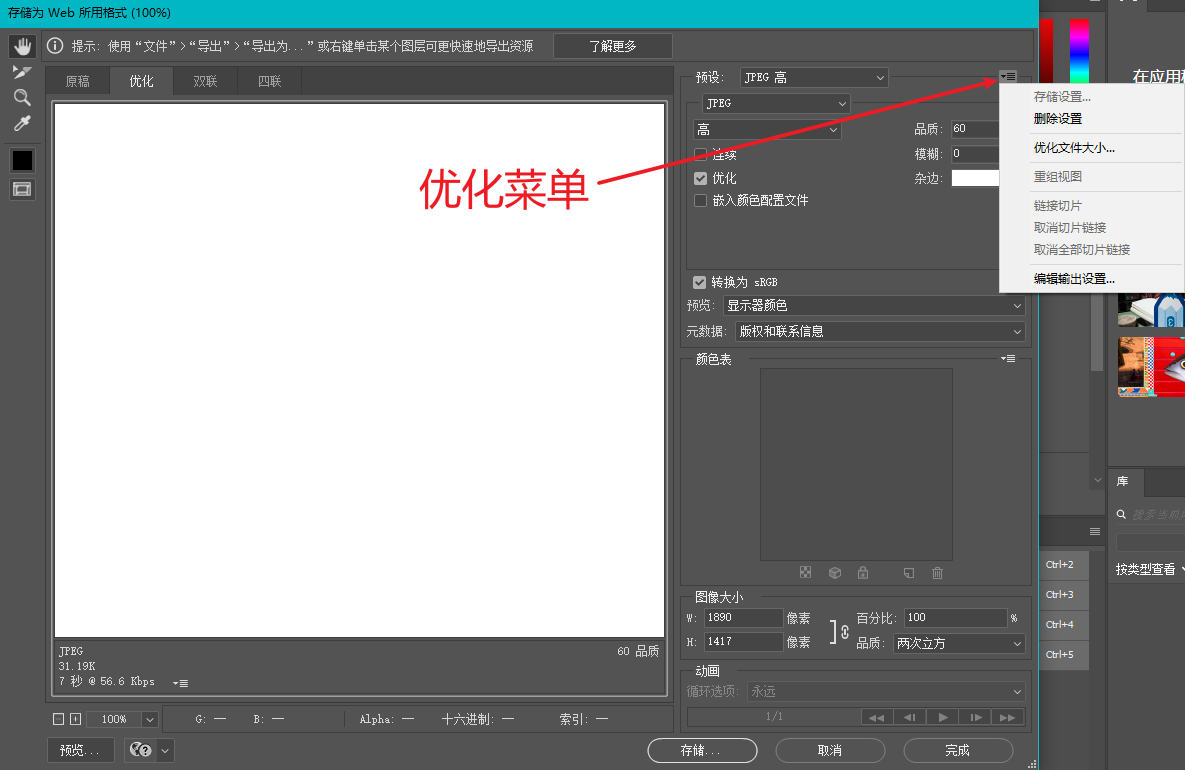 存储为 Web 所用格式 (100%)
提示: 使用“文件”>“导出”>“导出为...”或右键单击某个图层可更快速地导出资源
了解更多
原稿 优化 双联 四联
优化菜单
预设: JPEG 高
JPEG
高
品质: 60
连续
模糊: 0
优化
杂边:
嵌入颜色配置文件
转换为 sRGB
预览: 显示器颜色
元数据: 版权和联系信息
颜色表
图像大小
W: 1890 像素
百分比: 100 %
H: 1417 像素
品质: 两次立方
动画
循环选项: 永远
1/1
JPEG
60 品质
31.19K
7 秒 @ 56.6 Kbps
100%
G: — B: — Alpha: — 十六进制: — 索引: —
预览...
存储... 取消 完成
存储设置...
删除设置
优化文件大小...
重组视图
链接切片
取消切片链接
取消全部切片链接
编辑输出设置...
在应用
库
搜索当前
按类型查看
Ctrl+2
Ctrl+3
Ctrl+4
Ctrl+5